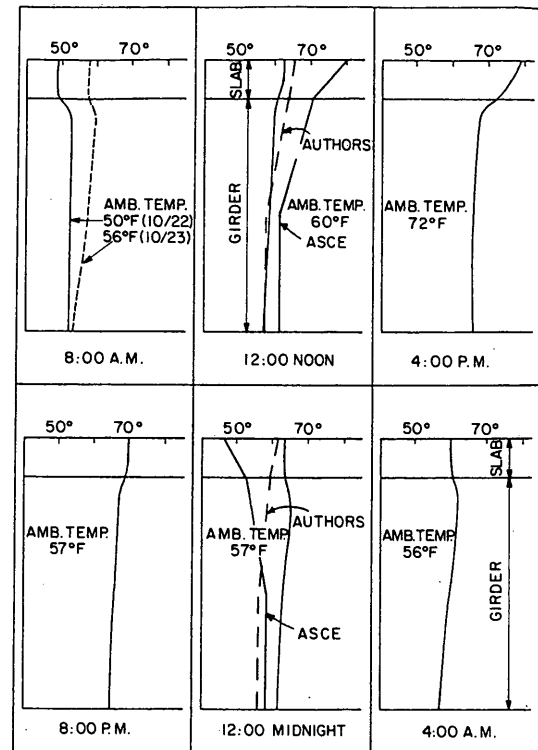 50° 70° 50° 70° 50° 70°
SLAB
AUTHORS
GIRDER
AMB. TEMP.
50°F (10/22)
56°F (10/23)
AMB. TEMP.
60°F
ASCE
AMB. TEMP.
72°F
8:00 A.M. 12:00 NOON 4:00 P.M.
50° 70° 50° 70° 50° 70°
SLAB
AUTHORS
AMB. TEMP.
57°F
AMB. TEMP.
57°F
AMB. TEMP.
56°F
GIRDER
ASCE
8:00 P.M. 12:00 MIDNIGHT 4:00 A.M.